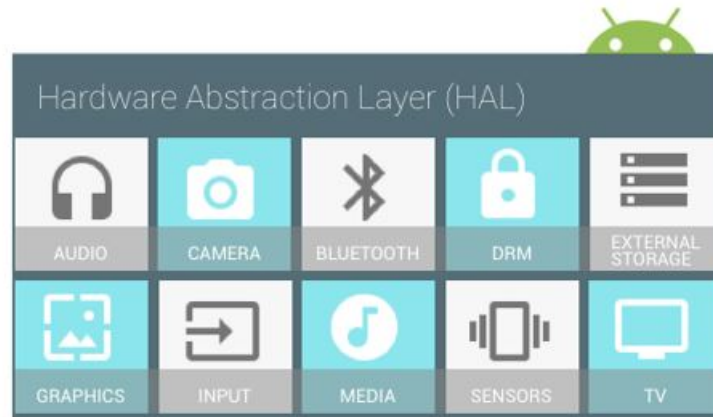 Hardware Abstraction Layer (HAL)
AUDIO
CAMERA
BLUETOOTH
DRM
EXTERNAL
STORAGE
GRAPHICS
INPUT
MEDIA
SENSORS
TV